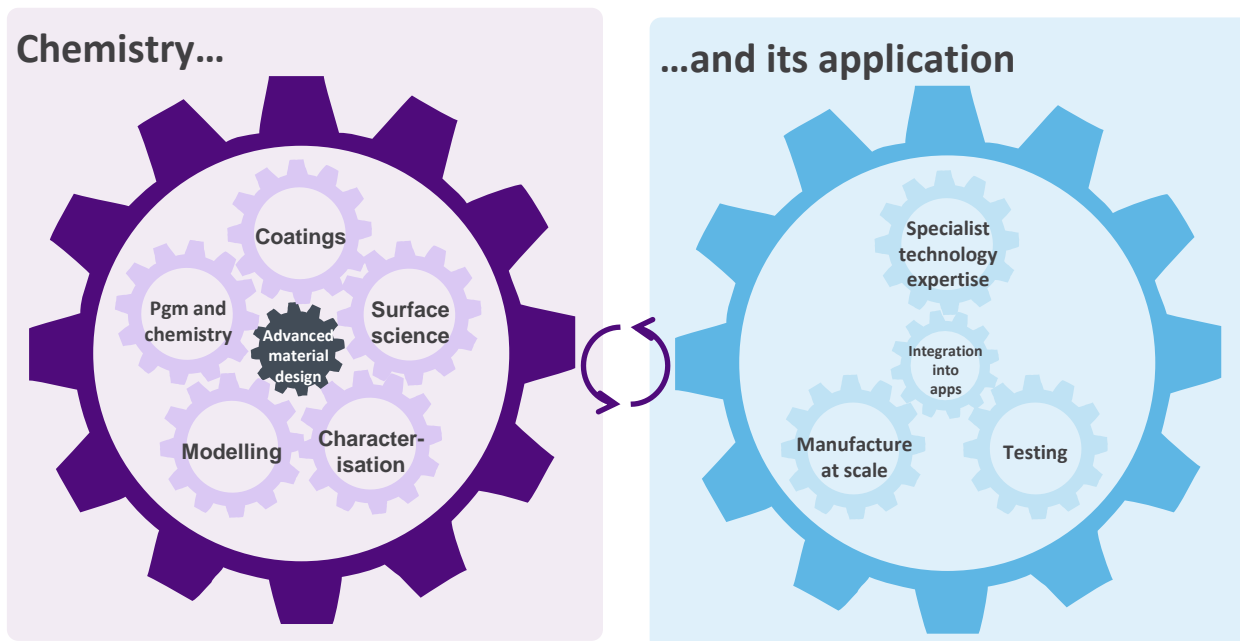 Chemistry...
Coatings
Pgm and
chemistry
Surface
science
Advanced
material
design
Modelling
Character-
isation
...and its application
Specialist
technology
expertise
Integration
into
apps
Manufacture
at scale
Testing